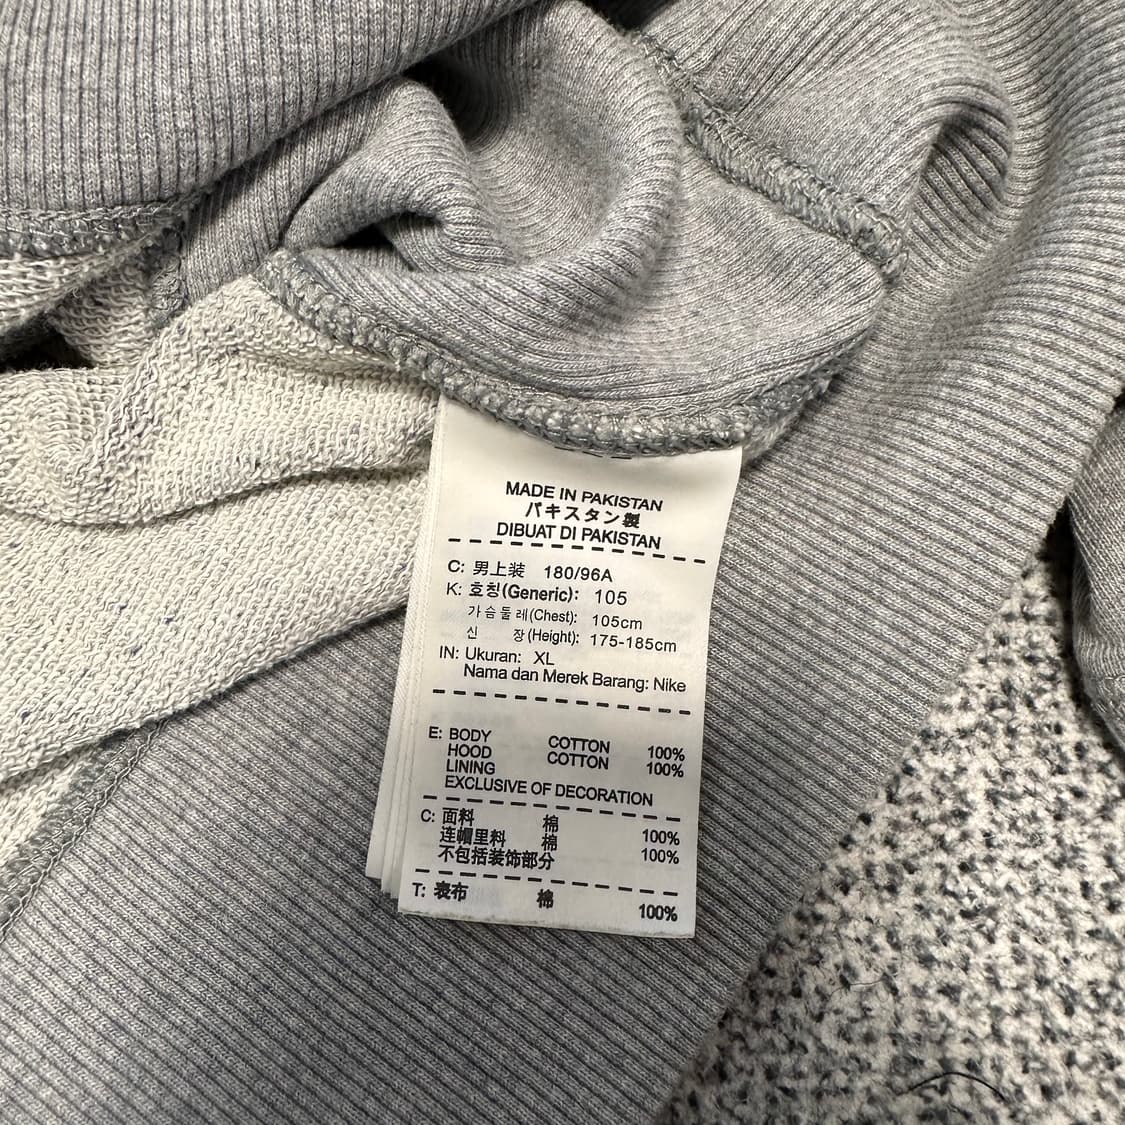 MADE IN PAKISTAN
パキスタン製
DIBUAT DI PAKISTAN
C: 男上装 180/96A
K: 호칭(Generic): 105
가슴둘레(Chest): 105cm
신 장(Height): 175-185cm
IN: Ukuran: XL
Nama dan Merek Barang: Nike
E: BODY COTTON 100%
HOOD COTTON 100%
LINING
EXCLUSIVE OF DECORATION
C: 面料 棉 100%
连帽里料 棉 100%
不包括装饰部分
T: 表布 棉 100%